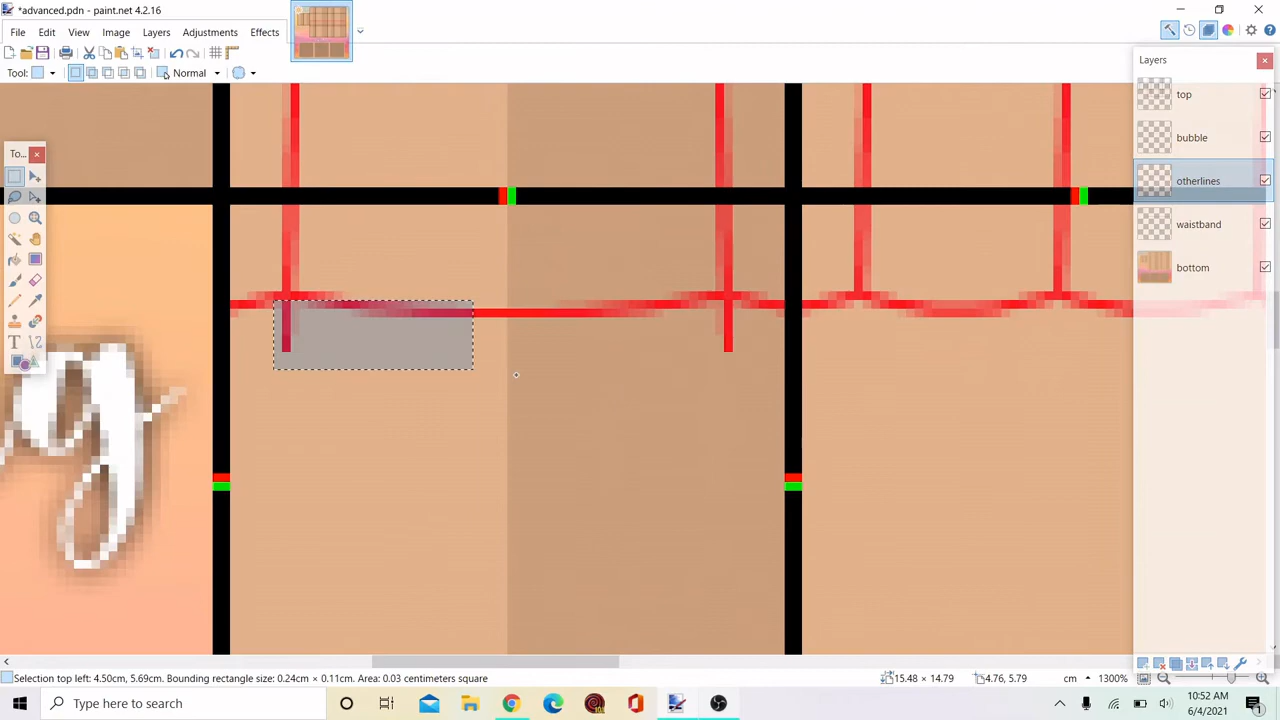 *advanced.pdn - paint.net 4.2.16
File Edit View Image Layers Adjustments Effects
Tool: Normal
Layers
top
bubble
To...
otherlines
waistband
bottom
Selection top left: 4.50cm, 5.69cm. Bounding rectangle size: 0.24cm × 0.11cm. Area: 0.03 centimeters square
15.48 × 14.79
4.76, 5.79
cm
1300%
Type here to search
10:52 AM
6/4/2021
1